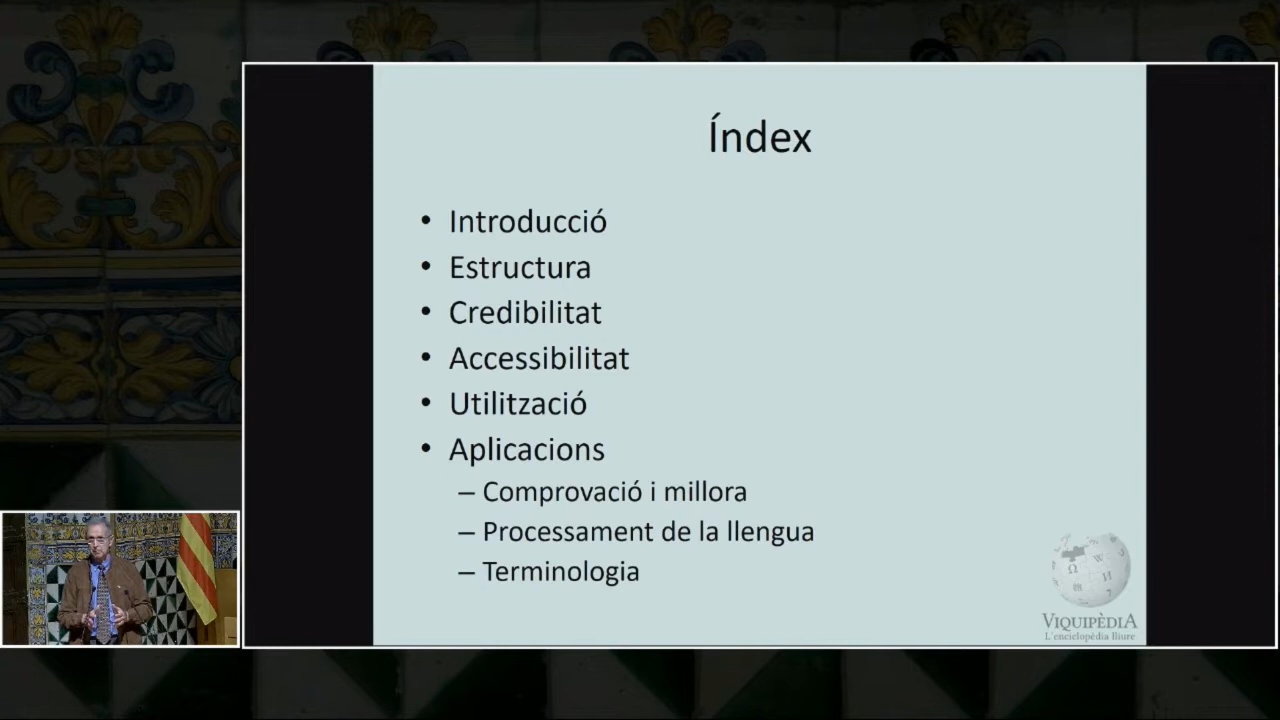 Índex
• Introducció
• Estructura
• Credibilitat
• Accessibilitat
• Utilització
• Aplicacions
– Comprovació i millora
– Processament de la llengua
– Terminologia
Ω W И
VIQUIPÈDIA
L'enciclopèdia lliure